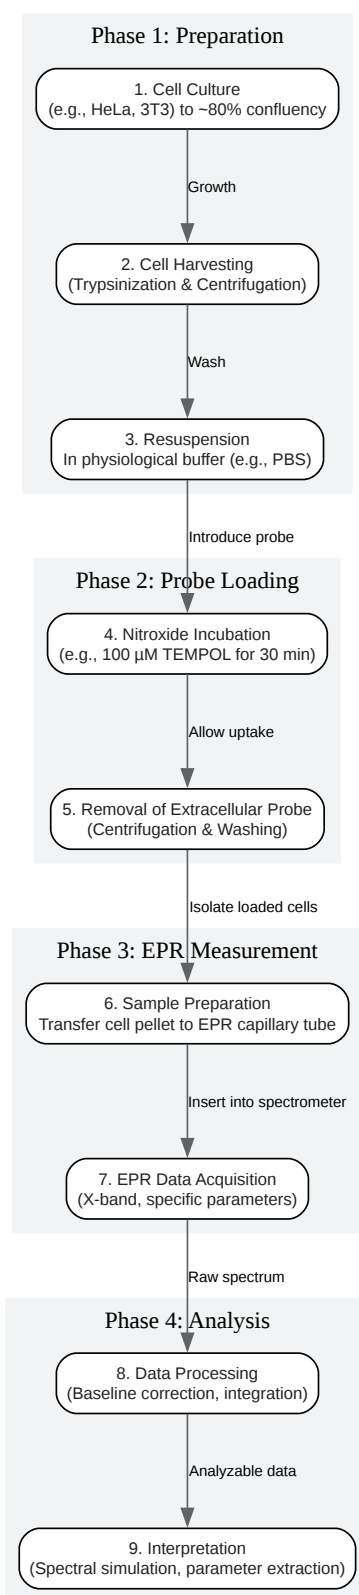 Phase 1: Preparation
1. Cell Culture
(e.g., HeLa, 3T3) to ~80% confluency
Growth
2. Cell Harvesting
(Trypsinization & Centrifugation)
Wash
3. Resuspension
In physiological buffer (e.g., PBS)
Introduce probe
Phase 2: Probe Loading
4. Nitroxide Incubation
(e.g., 100 µM TEMPOL for 30 min)
Allow uptake
5. Removal of Extracellular Probe
(Centrifugation & Washing)
Isolate loaded cells
Phase 3: EPR Measurement
6. Sample Preparation
Transfer cell pellet to EPR capillary tube
Insert into spectrometer
7. EPR Data Acquisition
(X-band, specific parameters)
Raw spectrum
Phase 4: Analysis
8. Data Processing
(Baseline correction, integration)
Analyzable data
9. Interpretation
(Spectral simulation, parameter extraction)